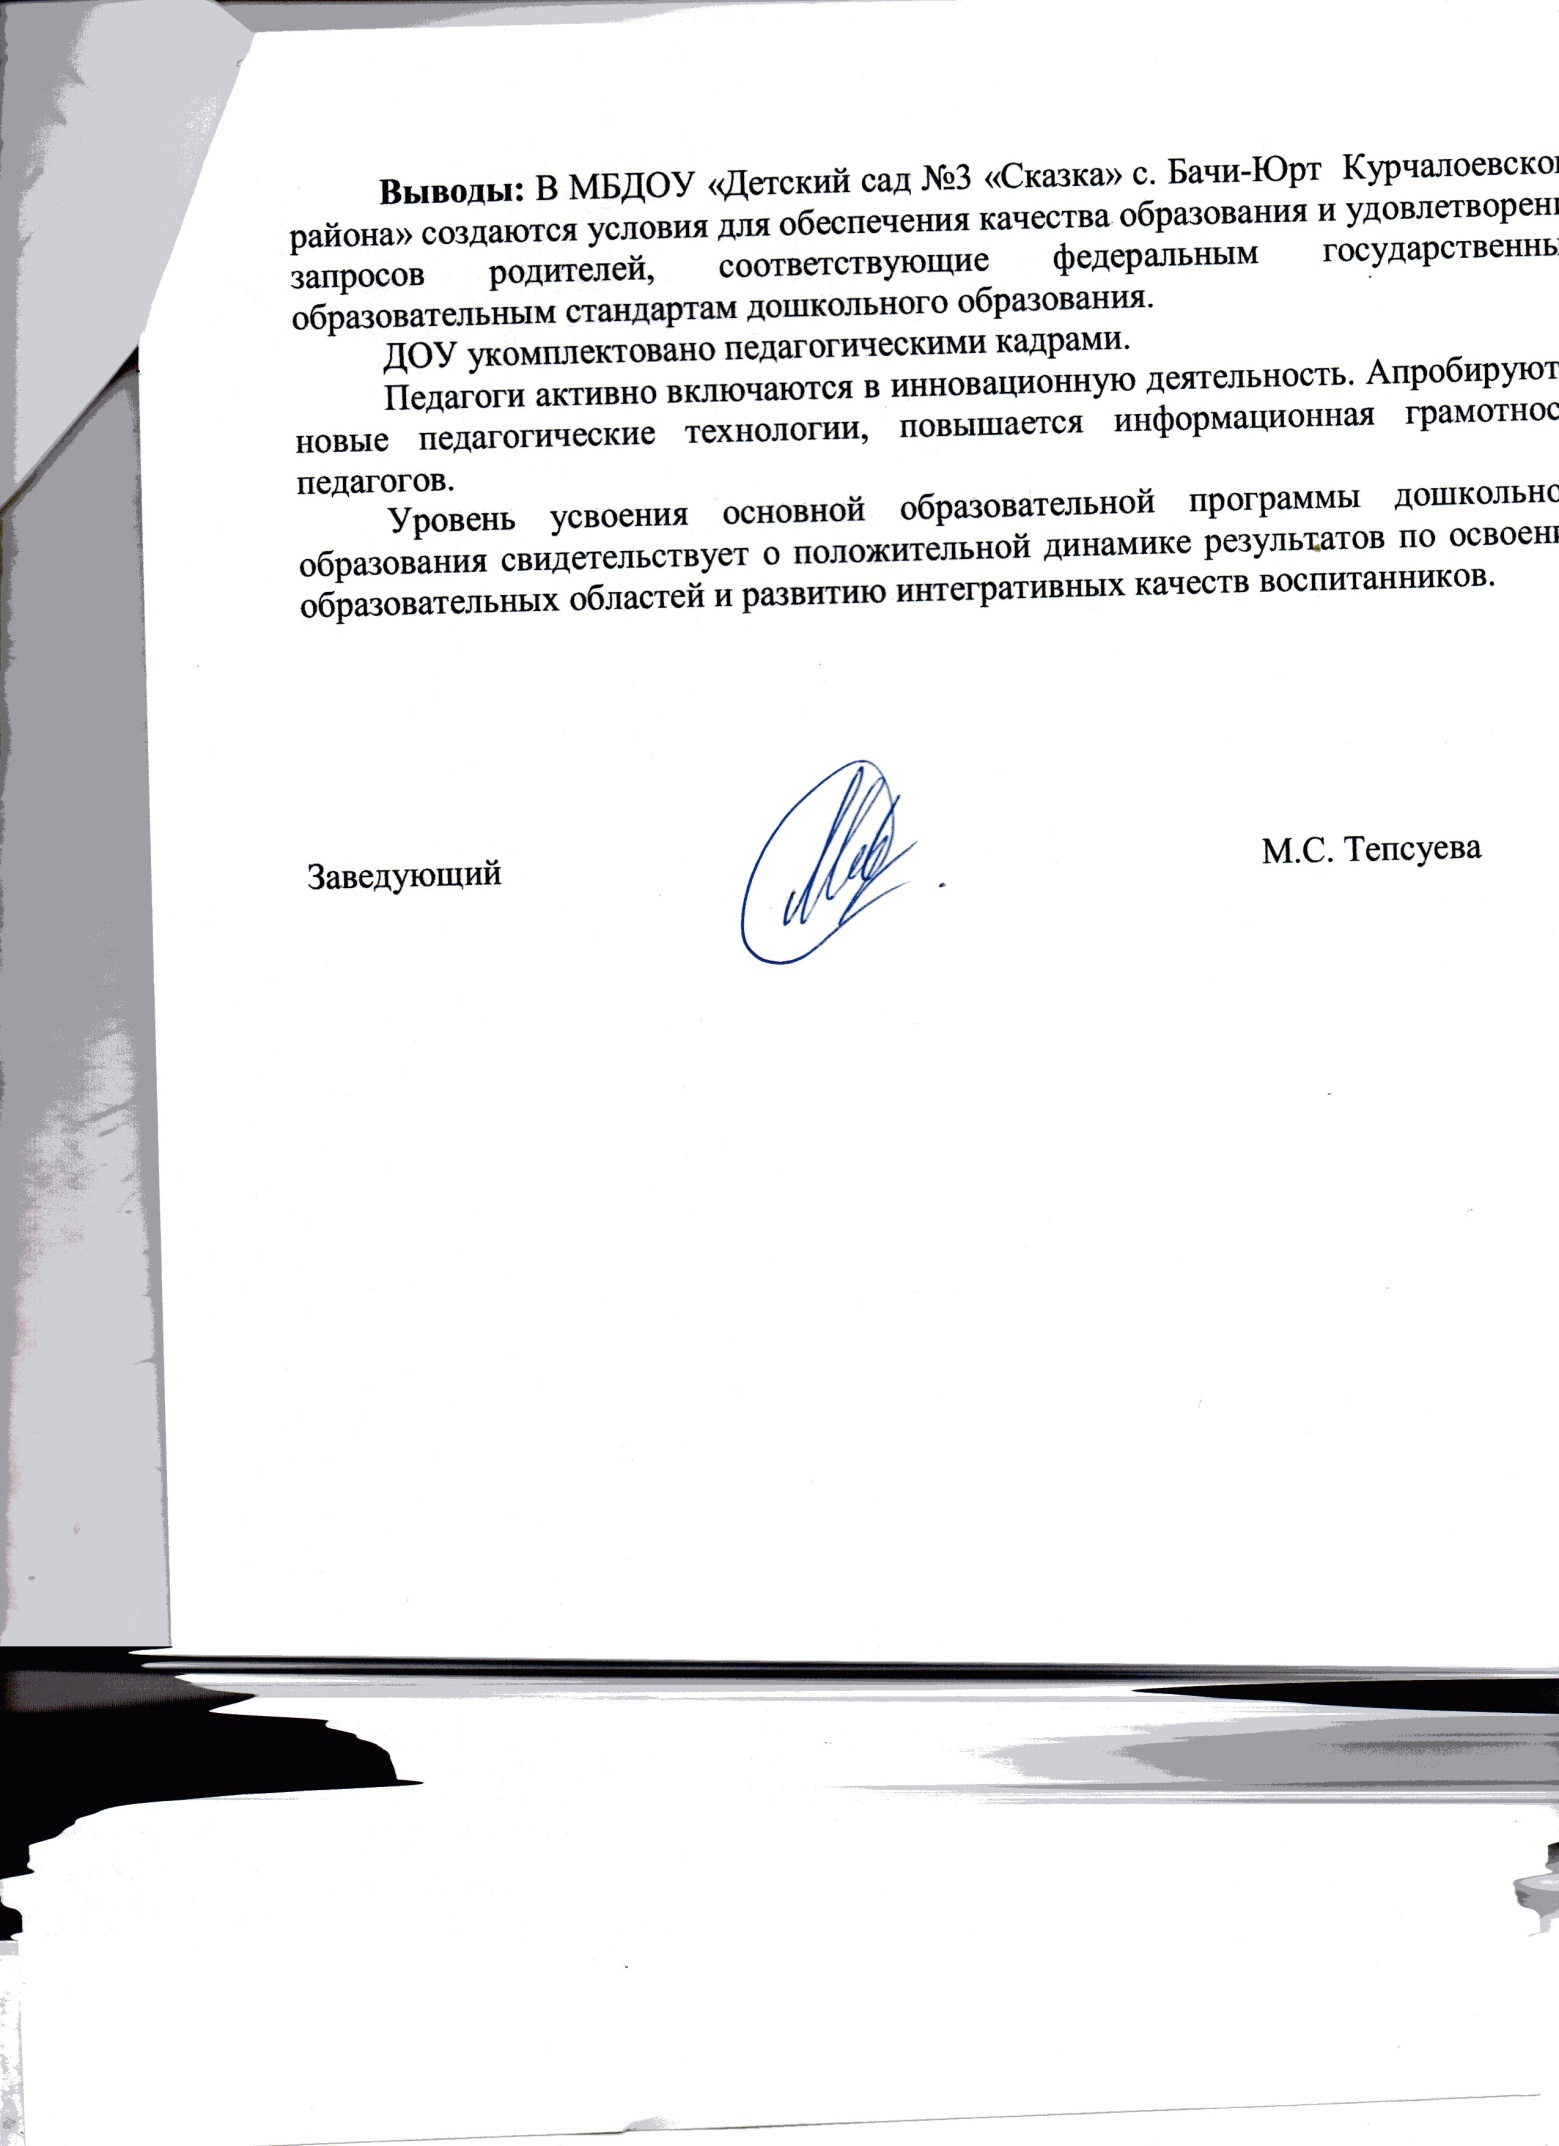 Выводы: В МБДОУ «Детский сад №3 «Сказка» с. Бачи-Юрт Курчалоевског
района» создаются условия для обеспечения качества образования и удовлетворени
запросов родителей, соответствующие федеральным государственны
образовательным стандартам дошкольного образования.
ДОУ укомплектовано педагогическими кадрами.
Педагоги активно включаются в инновационную деятельность. Апробируют
новые педагогические технологии, повышается информационная грамотнос
педагогов.
Уровень усвоения основной образовательной программы дошкольно
образования свидетельствует о положительной динамике результатов по освоени
образовательных областей и развитию интегративных качеств воспитанников.
Заведующий М.С. Тепсуева